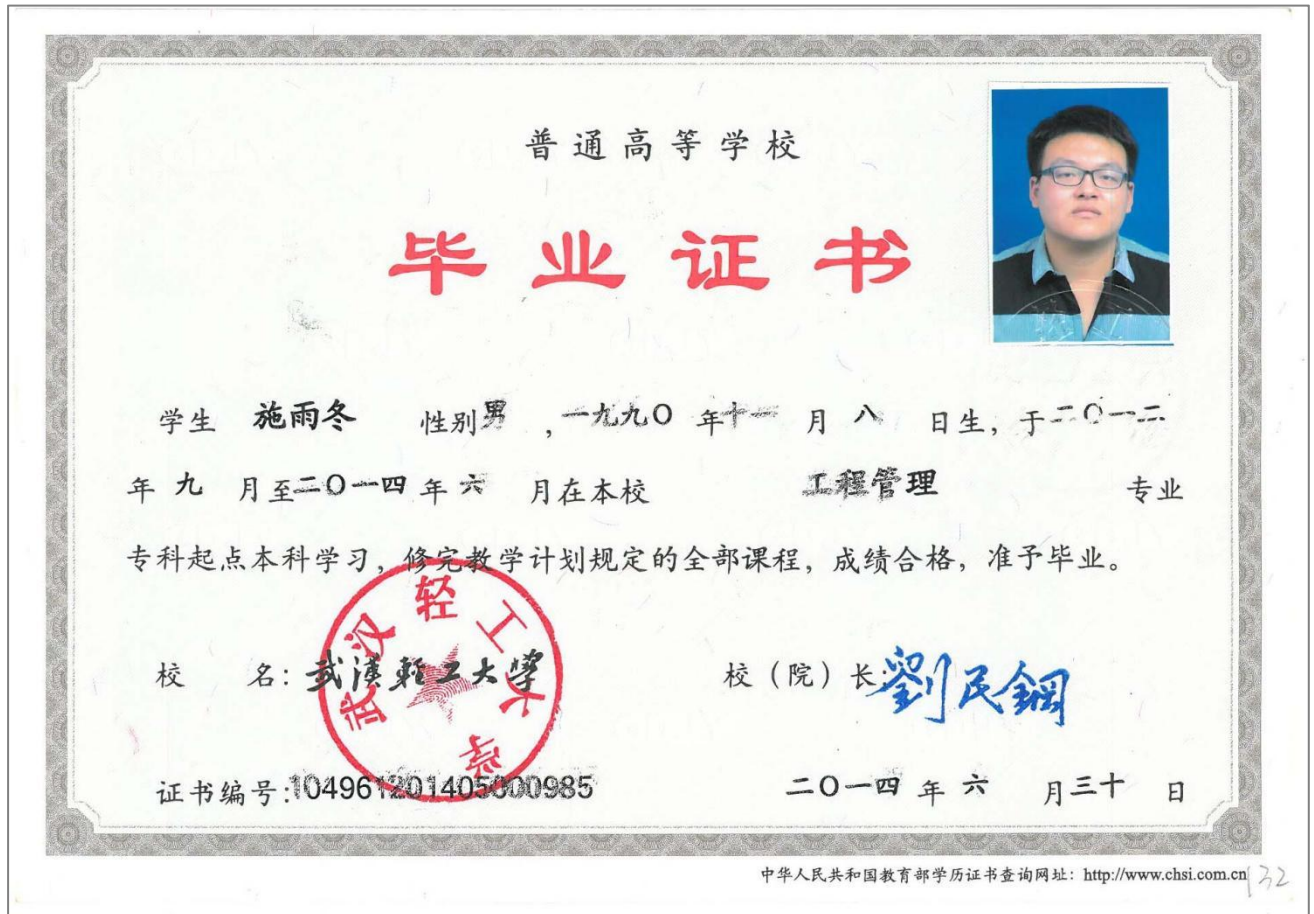 普通高等学校
毕业证书
学生 施雨冬 性别男，一九九〇年十一月八日生，于二〇一二
年九月至二〇一四年六月在本校 工程管理 专业
专科起点本科学习，修完教学计划规定的全部课程，成绩合格，准予毕业。
武汉轻工大学
校 名：武漢輕工大學 校（院）长：劉民鋼
证书编号：104961201405000985 二〇一四年六月三十日
中华人民共和国教育部学历证书查询网址：http://www.chsi.com.cn
132